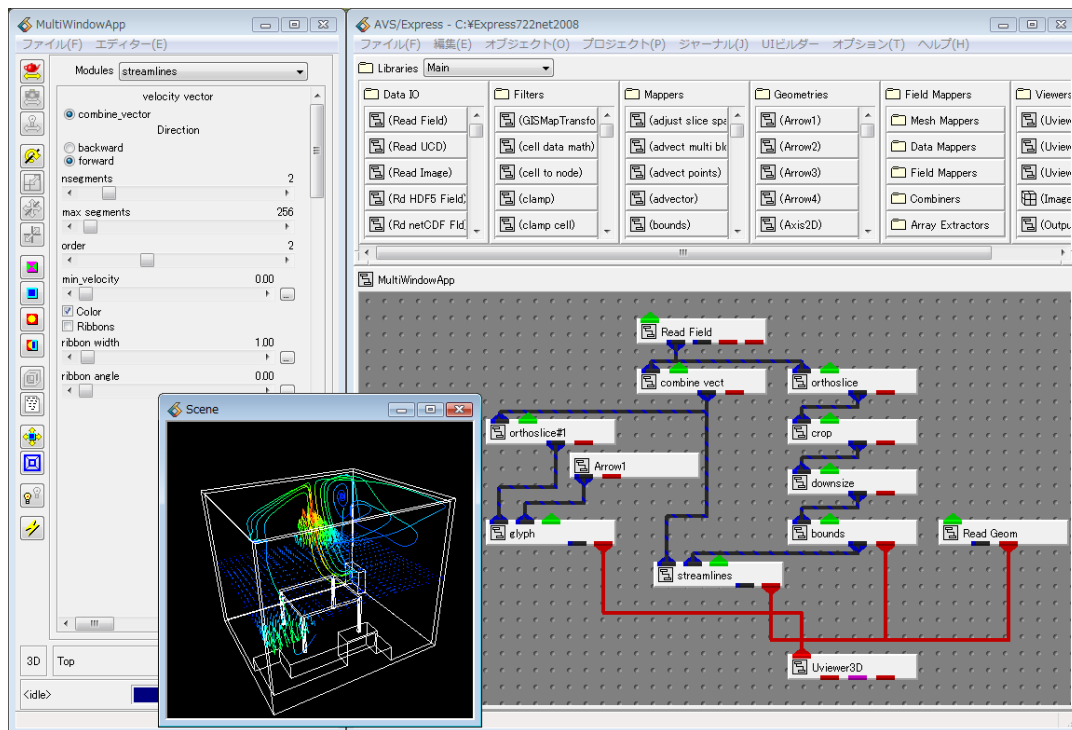 MultiWindowApp
ファイル(F) エディター(E)
Modules streamlines
velocity vector
combine_vector
Direction
backward
forward
nsegments 2
max segments 256
order 2
min_velocity 0.00
Color
Ribbons
ribbon width 1.00
ribbon angle 0.00
3D Top
<idle>
AVS/Express - C:¥Express722net2008
ファイル(F) 編集(E) オブジェクト(O) プロジェクト(P) ジャーナル(J) UIビルダー オプション(T) ヘルプ(H)
Libraries Main
Data IO Filters Mappers Geometries Field Mappers Viewers
(Read Field) (GISMapTransfo (adjust slice spa (Arrow1) Mesh Mappers (Uview
(Read UCD) (cell data math) (advect multi blo (Arrow2) Data Mappers (Uview
(Read Image) (cell to node) (advect points) (Arrow3) Field Mappers (Uview
(Rd HDF5 Field) (clamp) (advector) (Arrow4) Combiners (Image
(Rd netCDF Fld) (clamp cell) (bounds) (Axis2D) Array Extractors (Outpu
MultiWindowApp
Read Field
combine vect
orthoslice
orthoslice#1
crop
Arrow1
downsize
glyph
bounds
Read Geom
streamlines
Uviewer3D
Scene